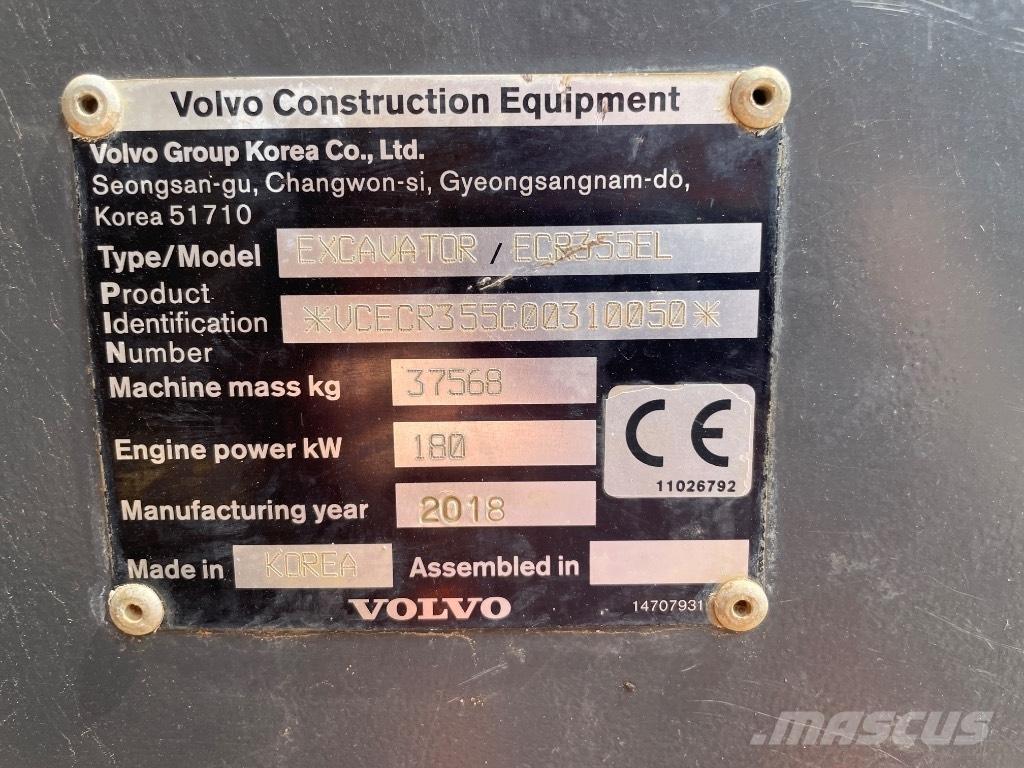 Volvo Construction Equipment
Volvo Group Korea Co., Ltd.
Seongsan-gu, Changwon-si, Gyeongsangnam-do,
Korea 51710
Type/Model EXCAVATOR / ECR355EL
Product
Identification *VCECR355C00310050*
Number
Machine mass kg 37568
Engine power kW 180
CE
11026792
Manufacturing year 2018
Made in KOREA Assembled in
VOLVO 14707931
MASCUS